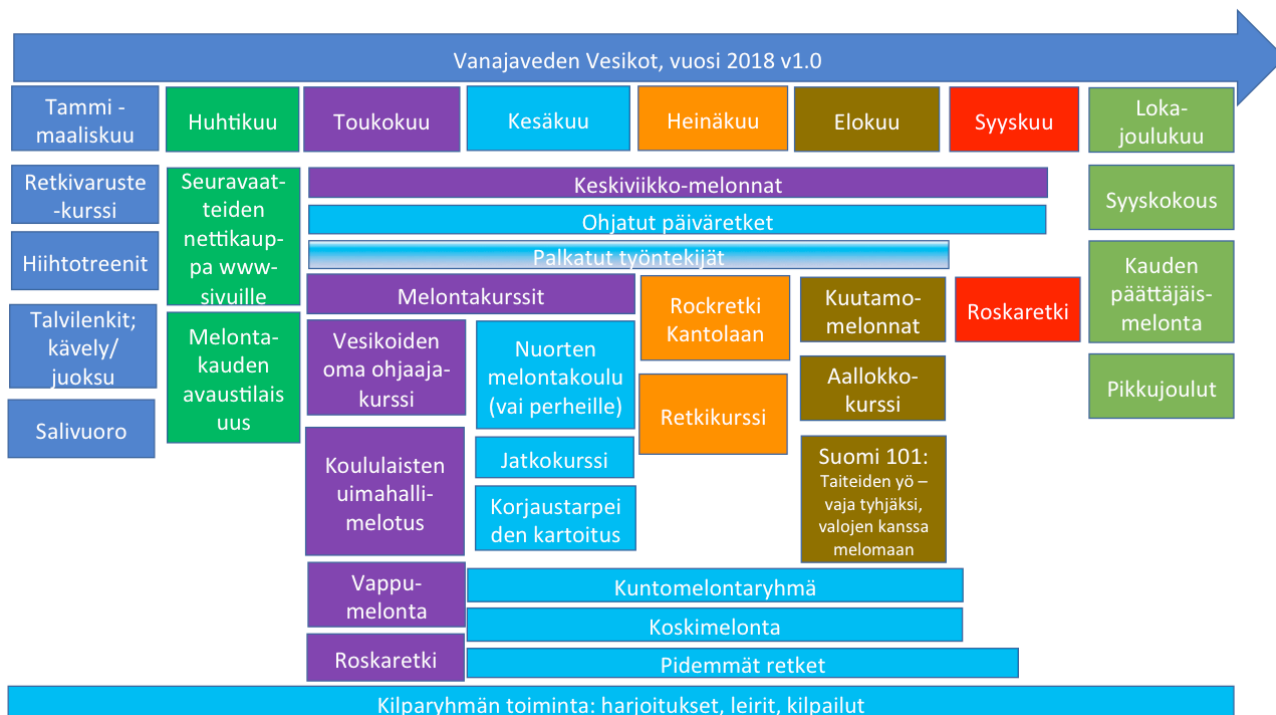 Vanajaveden Vesikot, vuosi 2018 v1.0
Tammi -
maaliskuu
Huhtikuu
Toukokuu
Kesäkuu
Heinäkuu
Elokuu
Syyskuu
Loka-
joulukuu
Retkivaruste
-kurssi
Hiihtotreenit
Talvilenkit;
kävely/
juoksu
Salivuoro
Seuravaat-
teiden
nettikaup-
pa www-
sivuille
Melonta-
kauden
avaustilais
uus
Keskiviikko-melonnat
Ohjatut päiväretket
Palkatut työntekijät
Melontakurssit
Vesikoiden
oma ohjaaja-
kurssi
Koululaisten
uimahalli-
melotus
Vappu-
melonta
Roskaretki
Nuorten
melontakoulu
(vai perheille)
Jatkokurssi
Korjaustarpei
den kartoitus
Rockretki
Kantolaan
Retkikurssi
Kuutamo-
melonnat
Aallokko-
kurssi
Suomi 101:
Taiteiden yö –
vaja tyhjäksi,
valojen kanssa
melomaan
Roskaretki
Syyskokous
Kauden
päättäjäis-
melonta
Pikkujoulut
Kuntomelontaryhmä
Koskimelonta
Pidemmät retket
Kilparyhmän toiminta: harjoitukset, leirit, kilpailut